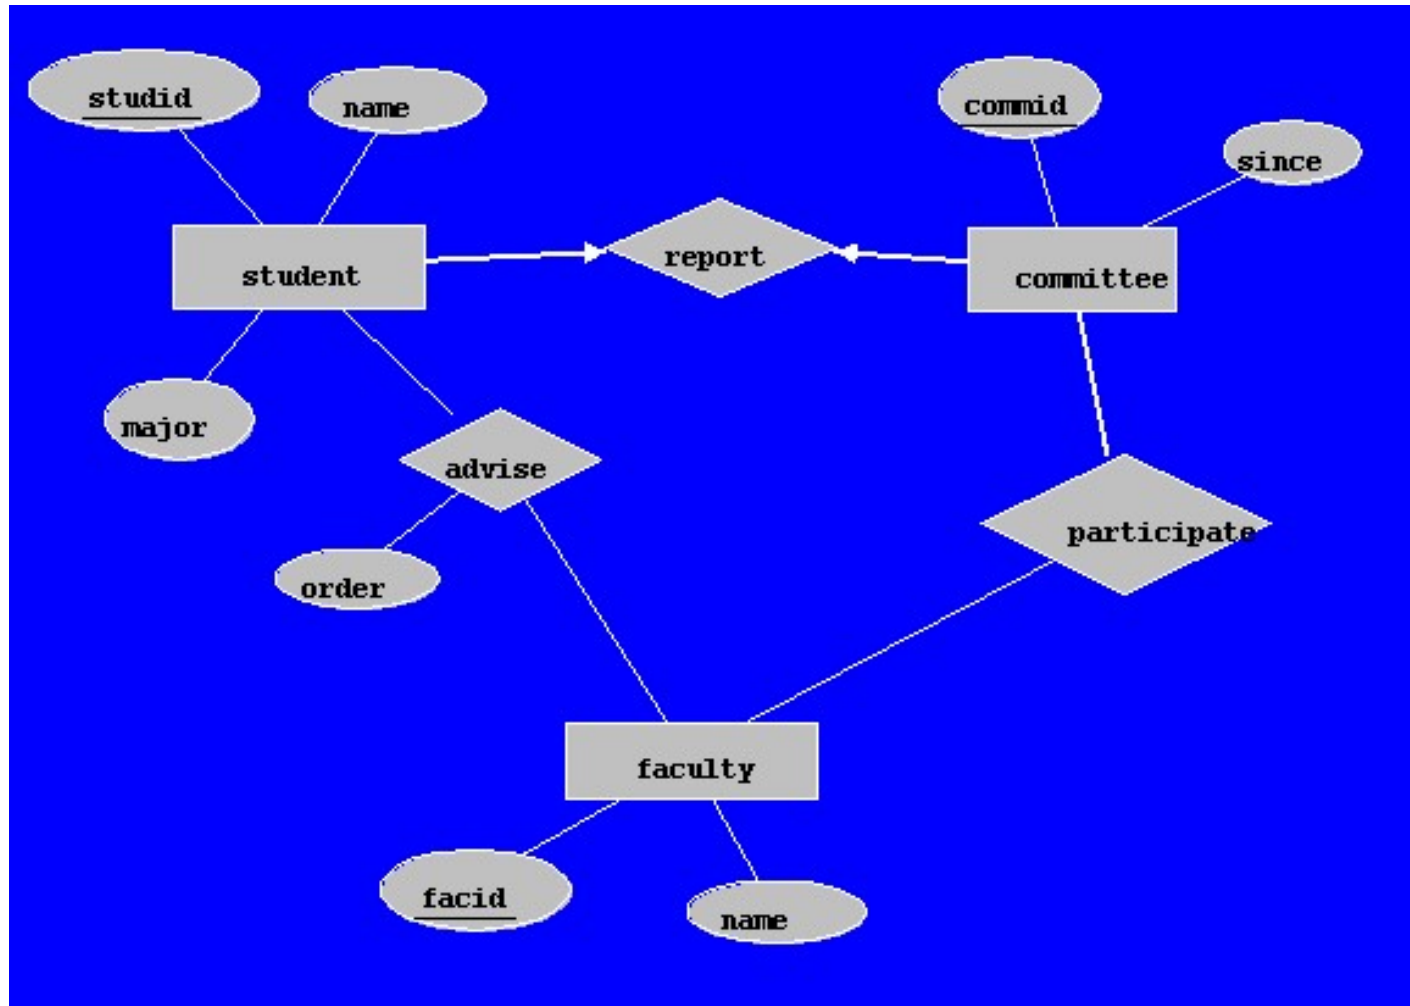 studid
name
commid
since
student
report
committee
major
advise
order
participate
faculty
facid
name